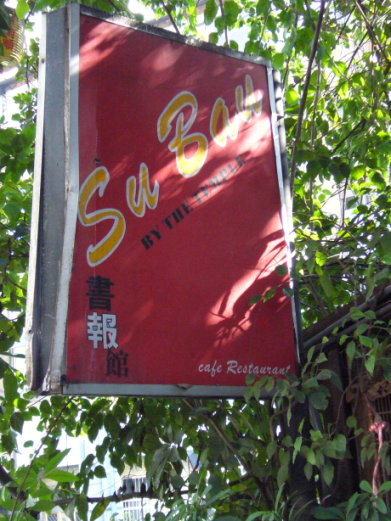 Su Bau
BY THE TEMPLE
書報館
cafe Restaurant